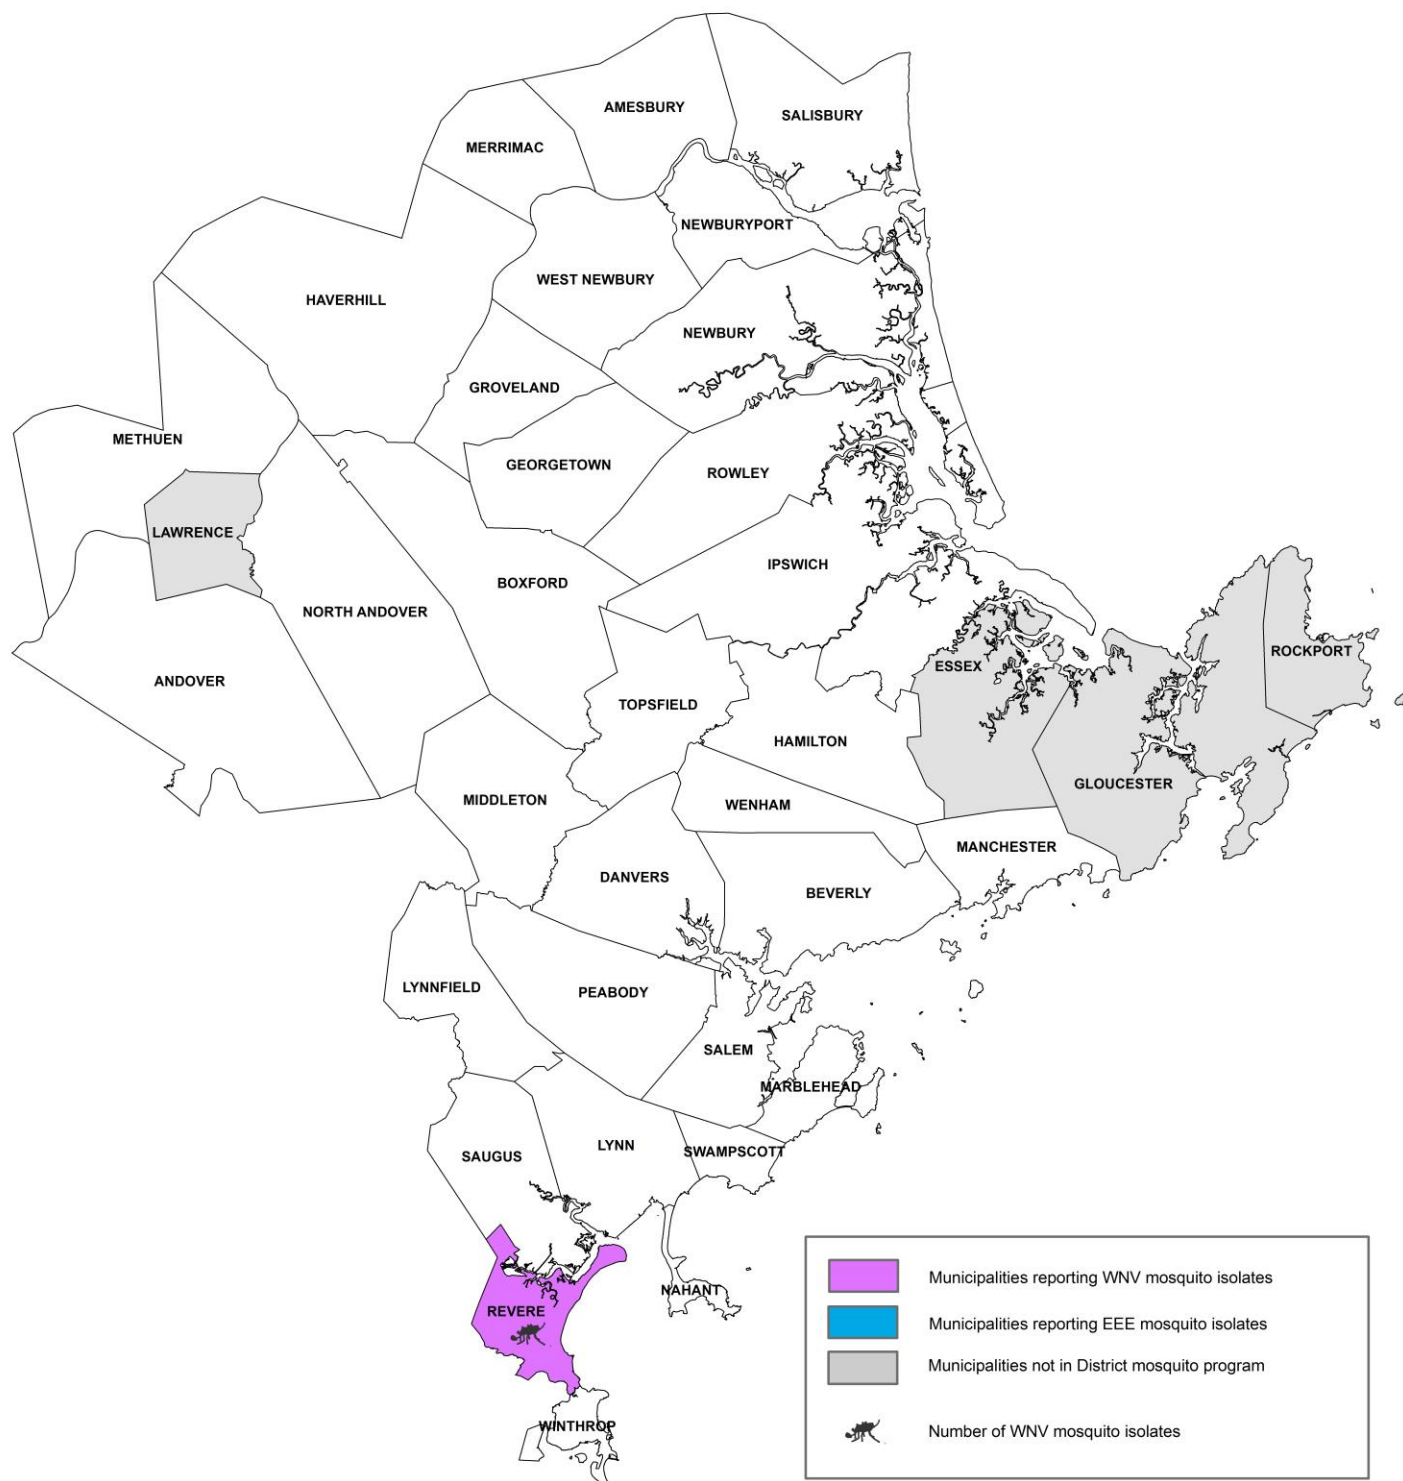 AMESBURY
SALISBURY
MERRIMAC
NEWBURYPORT
WEST NEWBURY
HAVERHILL
NEWBURY
GROVELAND
METHUEN
GEORGETOWN
ROWLEY
LAWRENCE
IPSWICH
BOXFORD
NORTH ANDOVER
ROCKPORT
ESSEX
ANDOVER
TOPSFIELD
HAMILTON
GLOUCESTER
MIDDLETON
WENHAM
MANCHESTER
DANVERS
BEVERLY
LYNNFIELD
PEABODY
SALEM
MARBLEHEAD
LYNN
SWAMPSCOTT
SAUGUS
NAHANT
REVERE
WINTHROP
Municipalities reporting WNV mosquito isolates
Municipalities reporting EEE mosquito isolates
Municipalities not in District mosquito program
Number of WNV mosquito isolates